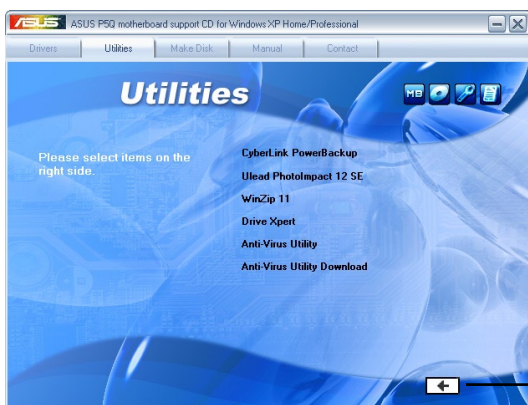 ASUS ASUS P5Q motherboard support CD for Windows XP Home/Professional
Drivers Utilities Make Disk Manual Contact
Utilities
MB
Please select items on the
right side.
CyberLink PowerBackup
Ulead PhotoImpact 12 SE
WinZip 11
Drive Xpert
Anti-Virus Utility
Anti-Virus Utility Download